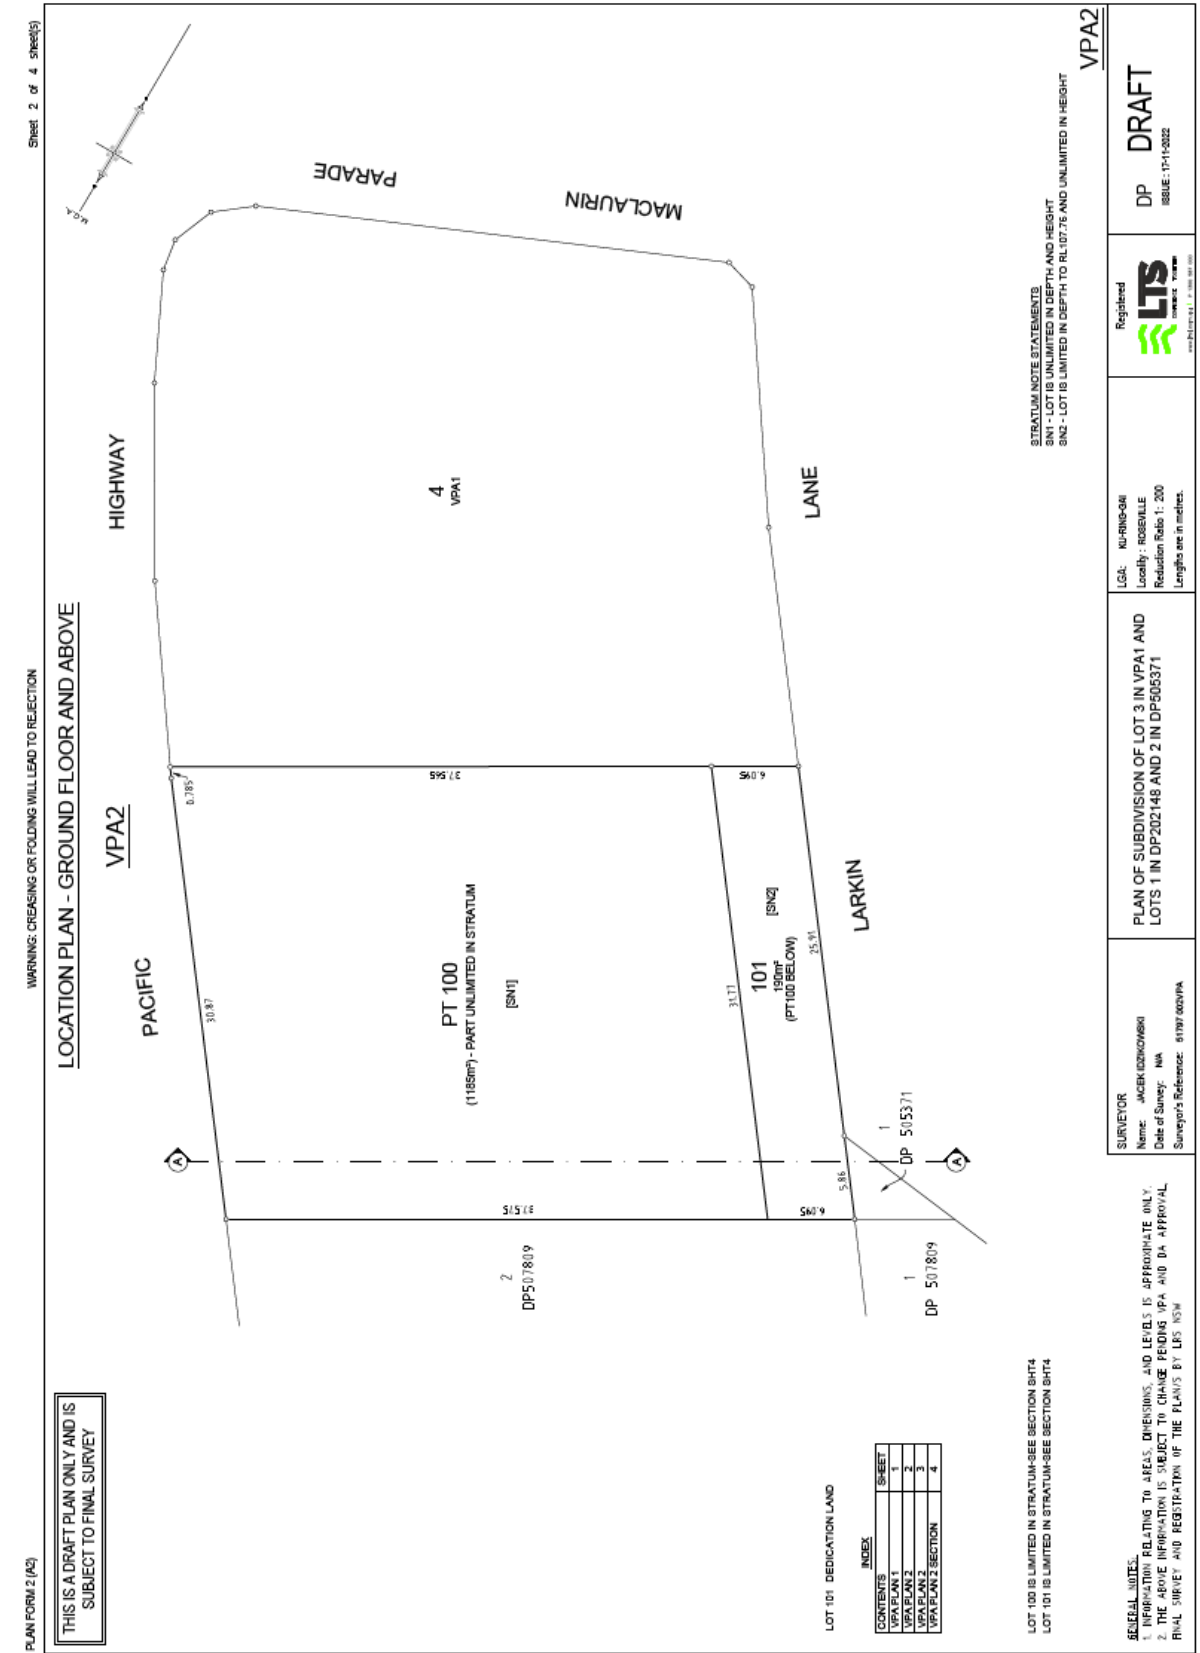 PLAN FORM 2 (A2)
WARNING: CREASING OR FOLDING WILL LEAD TO REJECTION
Sheet 2 of 4 sheet(s)
THIS IS A DRAFT PLAN ONLY AND IS
SUBJECT TO FINAL SURVEY
LOCATION PLAN - GROUND FLOOR AND ABOVE
VPA2
M.G.A.
PACIFIC
HIGHWAY
MACLAURIN
PARADE
LARKIN
LANE
A
A
30.87
0.785
37.565
6.095
37.575
6.095
31.77
25.91
5.86
PT 100
(1185m²) - PART UNLIMITED IN STRATUM
[SN1]
101
190m²
(PT100 BELOW)
[SN2]
4
VPA1
2
DP507809
1
DP 507809
1
DP 505371
LOT 101 DEDICATION LAND
INDEX
CONTENTS SHEET
VPA PLAN 1 1
VPA PLAN 2 2
VPA PLAN 2 3
VPA PLAN 2 SECTION 4
LOT 100 IS LIMITED IN STRATUM-SEE SECTION SHT4
LOT 101 IS LIMITED IN STRATUM-SEE SECTION SHT4
STRATUM NOTE STATEMENTS
SN1 - LOT IS UNLIMITED IN DEPTH AND HEIGHT
SN2 - LOT IS LIMITED IN DEPTH TO RL107.76 AND UNLIMITED IN HEIGHT
VPA2
GENERAL NOTES:
1. INFORMATION RELATING TO AREAS, DIMENSIONS, AND LEVELS IS APPROXIMATE ONLY.
2. THE ABOVE INFORMATION IS SUBJECT TO CHANGE PENDING VPA AND DA APPROVAL,
FINAL SURVEY AND REGISTRATION OF THE PLAN/S BY LRS NSW
SURVEYOR
Name: JACEK IDZIKOWSKI
Date of Survey: N/A
Surveyor's Reference: 51797 002VPA
PLAN OF SUBDIVISION OF LOT 3 IN VPA1 AND
LOTS 1 IN DP202148 AND 2 IN DP505371
LGA: KU-RING-GAI
Locality: ROSEVILLE
Reduction Ratio 1: 200
Lengths are in metres.
Registered
LTS
DP DRAFT
ISSUE: 17-11-2022